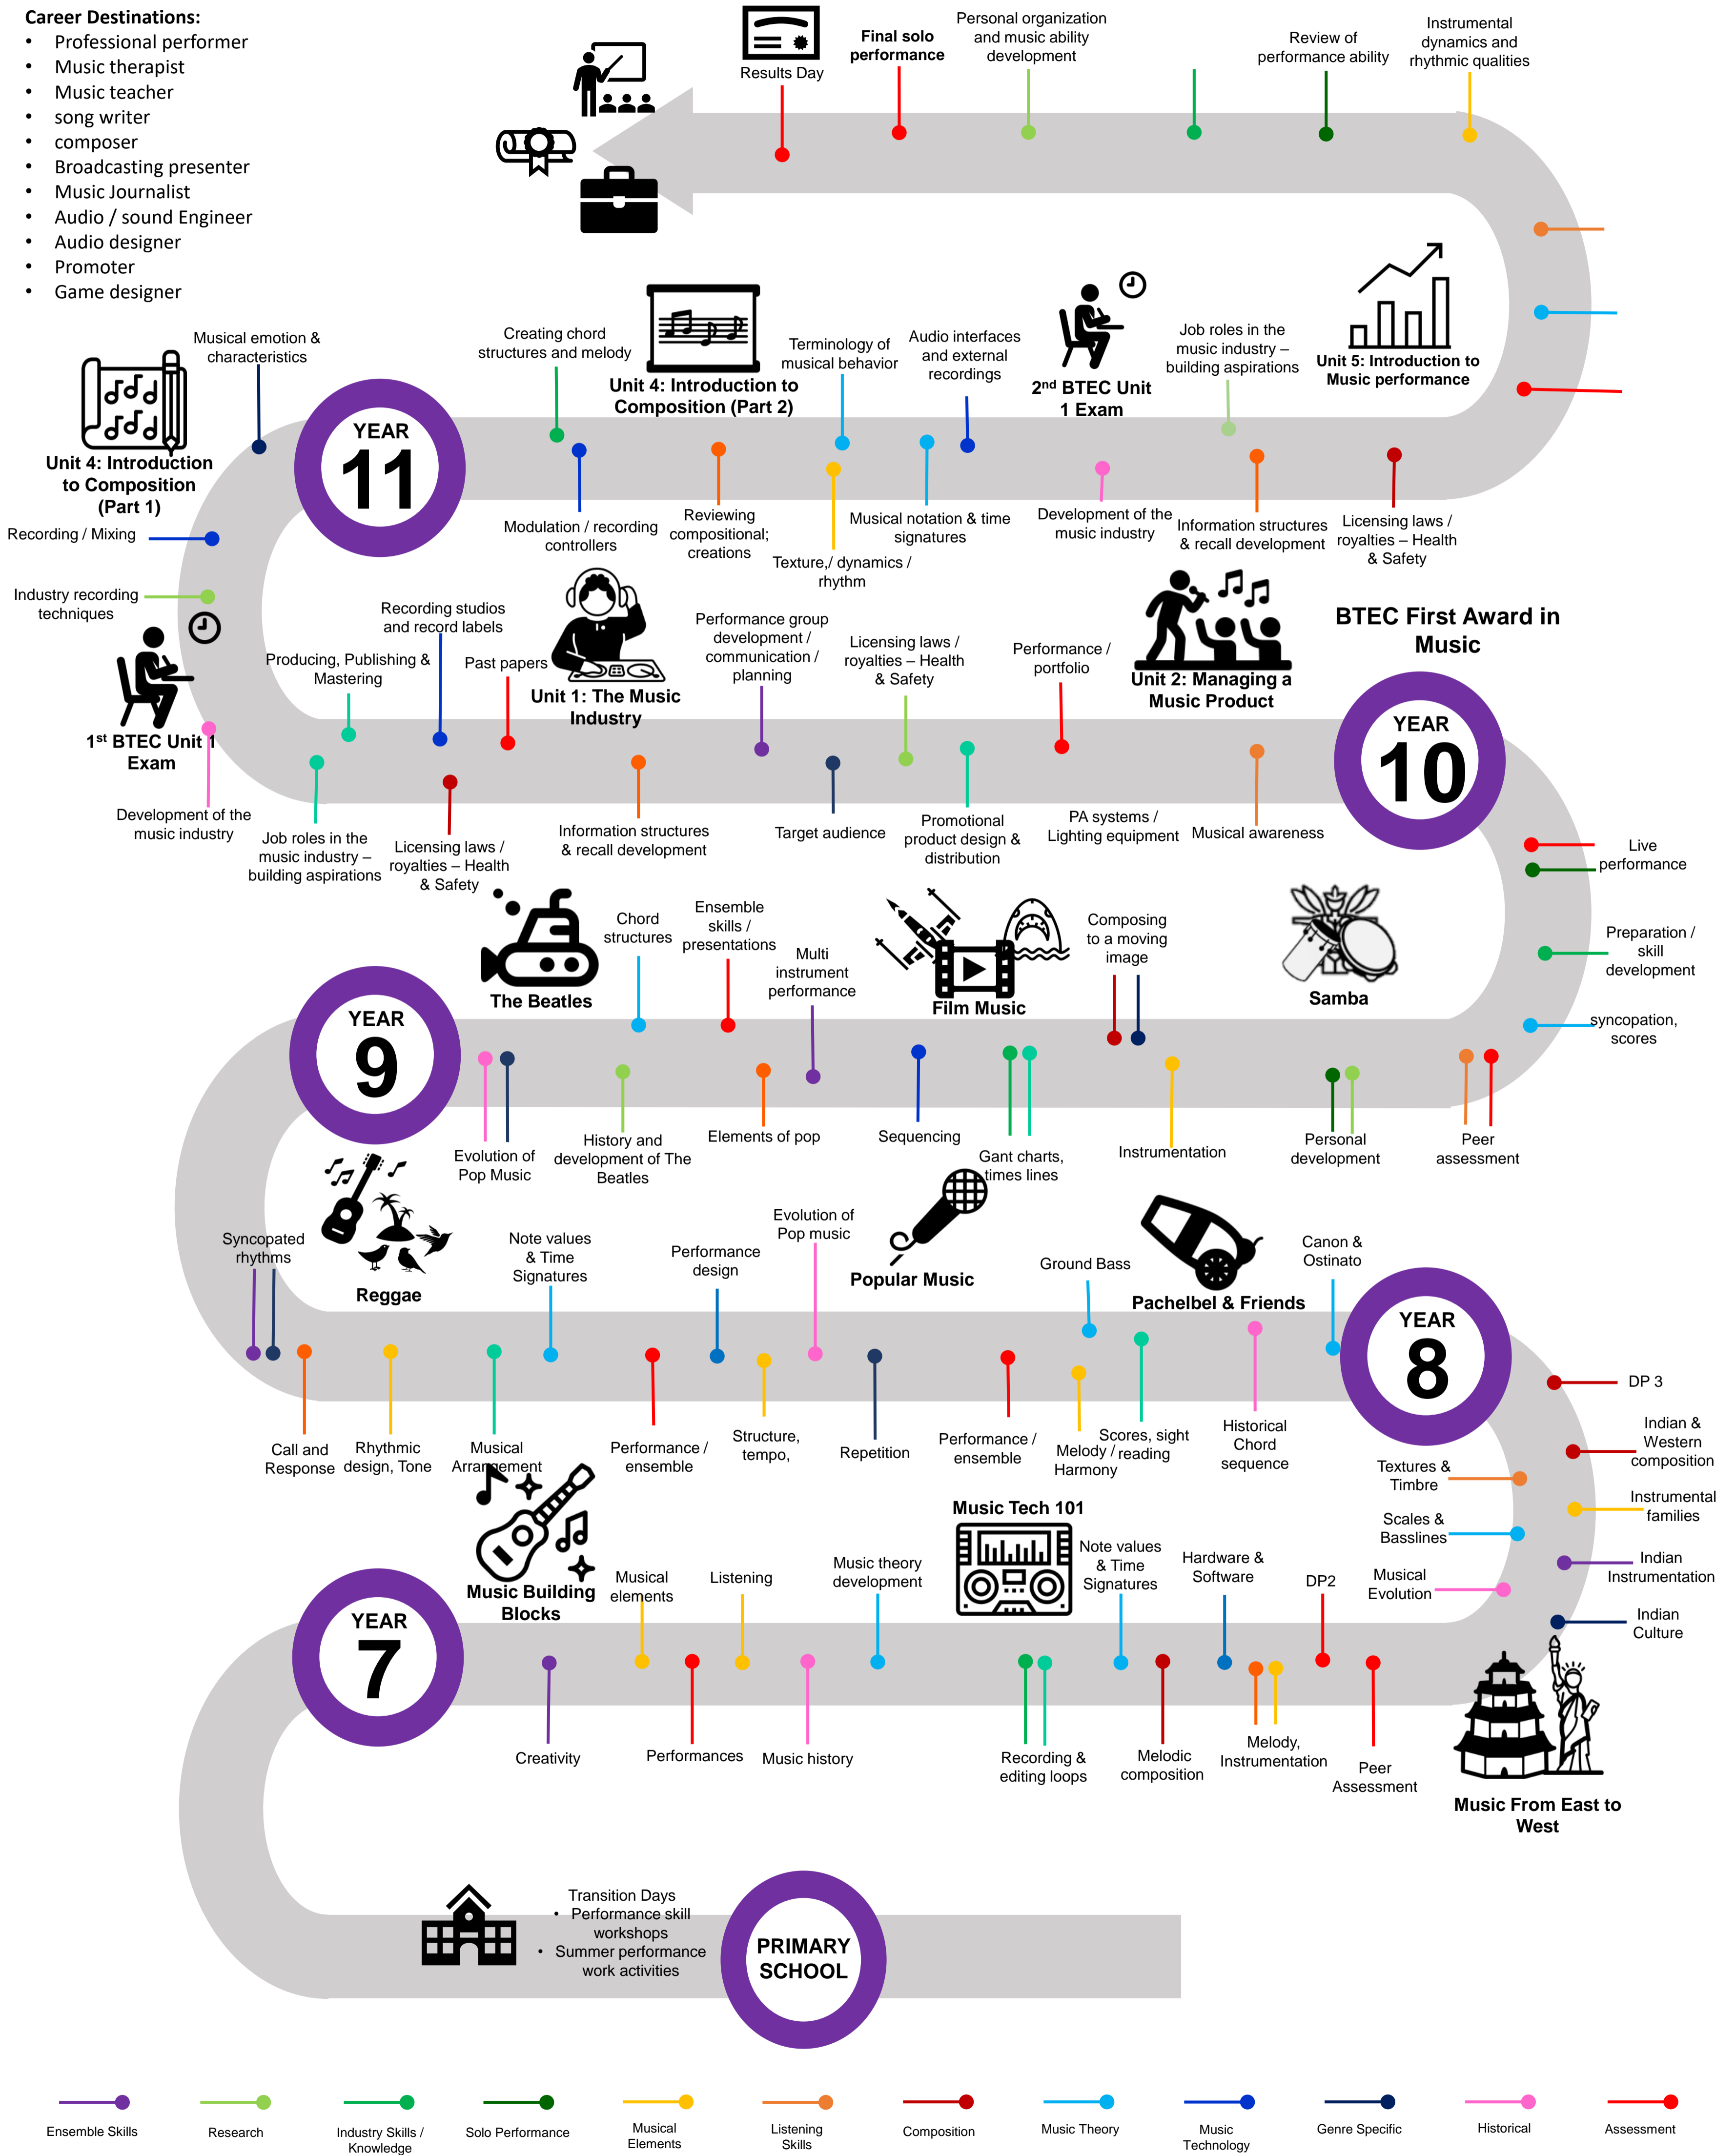 Career Destinations:
• Professional performer
• Music therapist
• Music teacher
• song writer
• composer
• Broadcasting presenter
• Music Journalist
• Audio / sound Engineer
• Audio designer
• Promoter
• Game designer
Results Day
Final solo
performance
Personal organization
and music ability
development
Review of
performance ability
Instrumental
dynamics and
rhythmic qualities
Unit 5: Introduction to
Music performance
Job roles in the
music industry –
building aspirations
2nd BTEC Unit
1 Exam
Audio interfaces
and external
recordings
Terminology of
musical behavior
Unit 4: Introduction to
Composition (Part 2)
Creating chord
structures and melody
Musical emotion &
characteristics
Unit 4: Introduction
to Composition
(Part 1)
YEAR
11
Modulation / recording
controllers
Reviewing
compositional;
creations
Texture,/ dynamics /
rhythm
Musical notation & time
signatures
Development of the
music industry
Information structures
& recall development
Licensing laws /
royalties – Health
& Safety
Recording / Mixing
Industry recording
techniques
1st BTEC Unit 1
Exam
Development of the
music industry
Producing, Publishing &
Mastering
Recording studios
and record labels
Past papers
Unit 1: The Music
Industry
Performance group
development /
communication /
planning
Licensing laws /
royalties – Health
& Safety
Performance /
portfolio
Unit 2: Managing a
Music Product
BTEC First Award in
Music
YEAR
10
Job roles in the
music industry –
building aspirations
Licensing laws /
royalties – Health
& Safety
Information structures
& recall development
Target audience
Promotional
product design &
distribution
PA systems /
Lighting equipment
Musical awareness
Live
performance
Preparation /
skill
development
syncopation,
scores
The Beatles
Chord
structures
Ensemble
skills /
presentations
Multi
instrument
performance
Film Music
Composing
to a moving
image
Samba
YEAR
9
Evolution of
Pop Music
History and
development of The
Beatles
Elements of pop
Sequencing
Gant charts,
times lines
Instrumentation
Personal
development
Peer
assessment
Syncopated
rhythms
Reggae
Note values
& Time
Signatures
Performance
design
Evolution of
Pop music
Popular Music
Ground Bass
Pachelbel & Friends
Canon &
Ostinato
YEAR
8
Call and
Response
Rhythmic
design, Tone
Musical
Arrangement
Performance /
ensemble
Structure,
tempo,
Repetition
Performance /
ensemble
Melody /
Harmony
Scores, sight
reading
Historical
Chord
sequence
DP 3
Indian &
Western
composition
Textures &
Timbre
Instrumental
families
Scales &
Basslines
Indian
Instrumentation
Musical
Evolution
Indian
Culture
Music From East to
West
YEAR
7
Music Building
Blocks
Musical
elements
Listening
Music theory
development
Music Tech 101
Note values
& Time
Signatures
Hardware &
Software
DP2
Creativity
Performances
Music history
Recording &
editing loops
Melodic
composition
Melody,
Instrumentation
Peer
Assessment
Transition Days
• Performance skill
workshops
• Summer performance
work activities
PRIMARY
SCHOOL
Ensemble Skills
Research
Industry Skills /
Knowledge
Solo Performance
Musical
Elements
Listening
Skills
Composition
Music Theory
Music
Technology
Genre Specific
Historical
Assessment